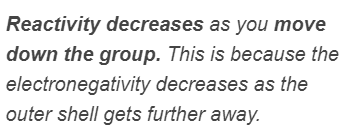 Reactivity decreases as you move
down the group. This is because the
electronegativity decreases as the
outer shell gets further away.